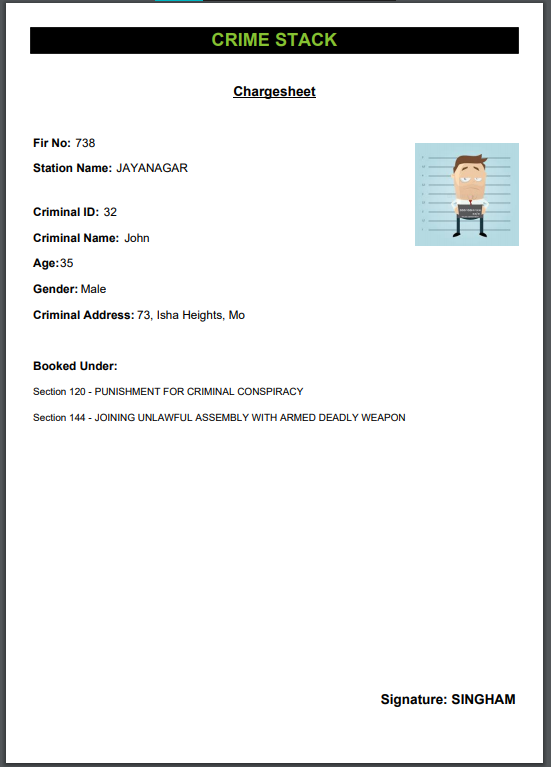 CRIME STACK
Chargesheet
Fir No: 738
Station Name: JAYANAGAR
Criminal ID: 32
Criminal Name: John
Age:35
Gender: Male
Criminal Address: 73, Isha Heights, Mo
Booked Under:
Section 120 - PUNISHMENT FOR CRIMINAL CONSPIRACY
Section 144 - JOINING UNLAWFUL ASSEMBLY WITH ARMED DEADLY WEAPON
Signature: SINGHAM